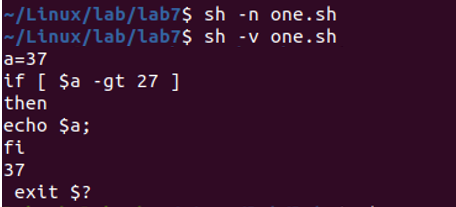 ~/Linux/lab/lab7$ sh -n one.sh
~/Linux/lab/lab7$ sh -v one.sh
a=37
if [ $a -gt 27 ]
then
echo $a;
fi
37
 exit $?